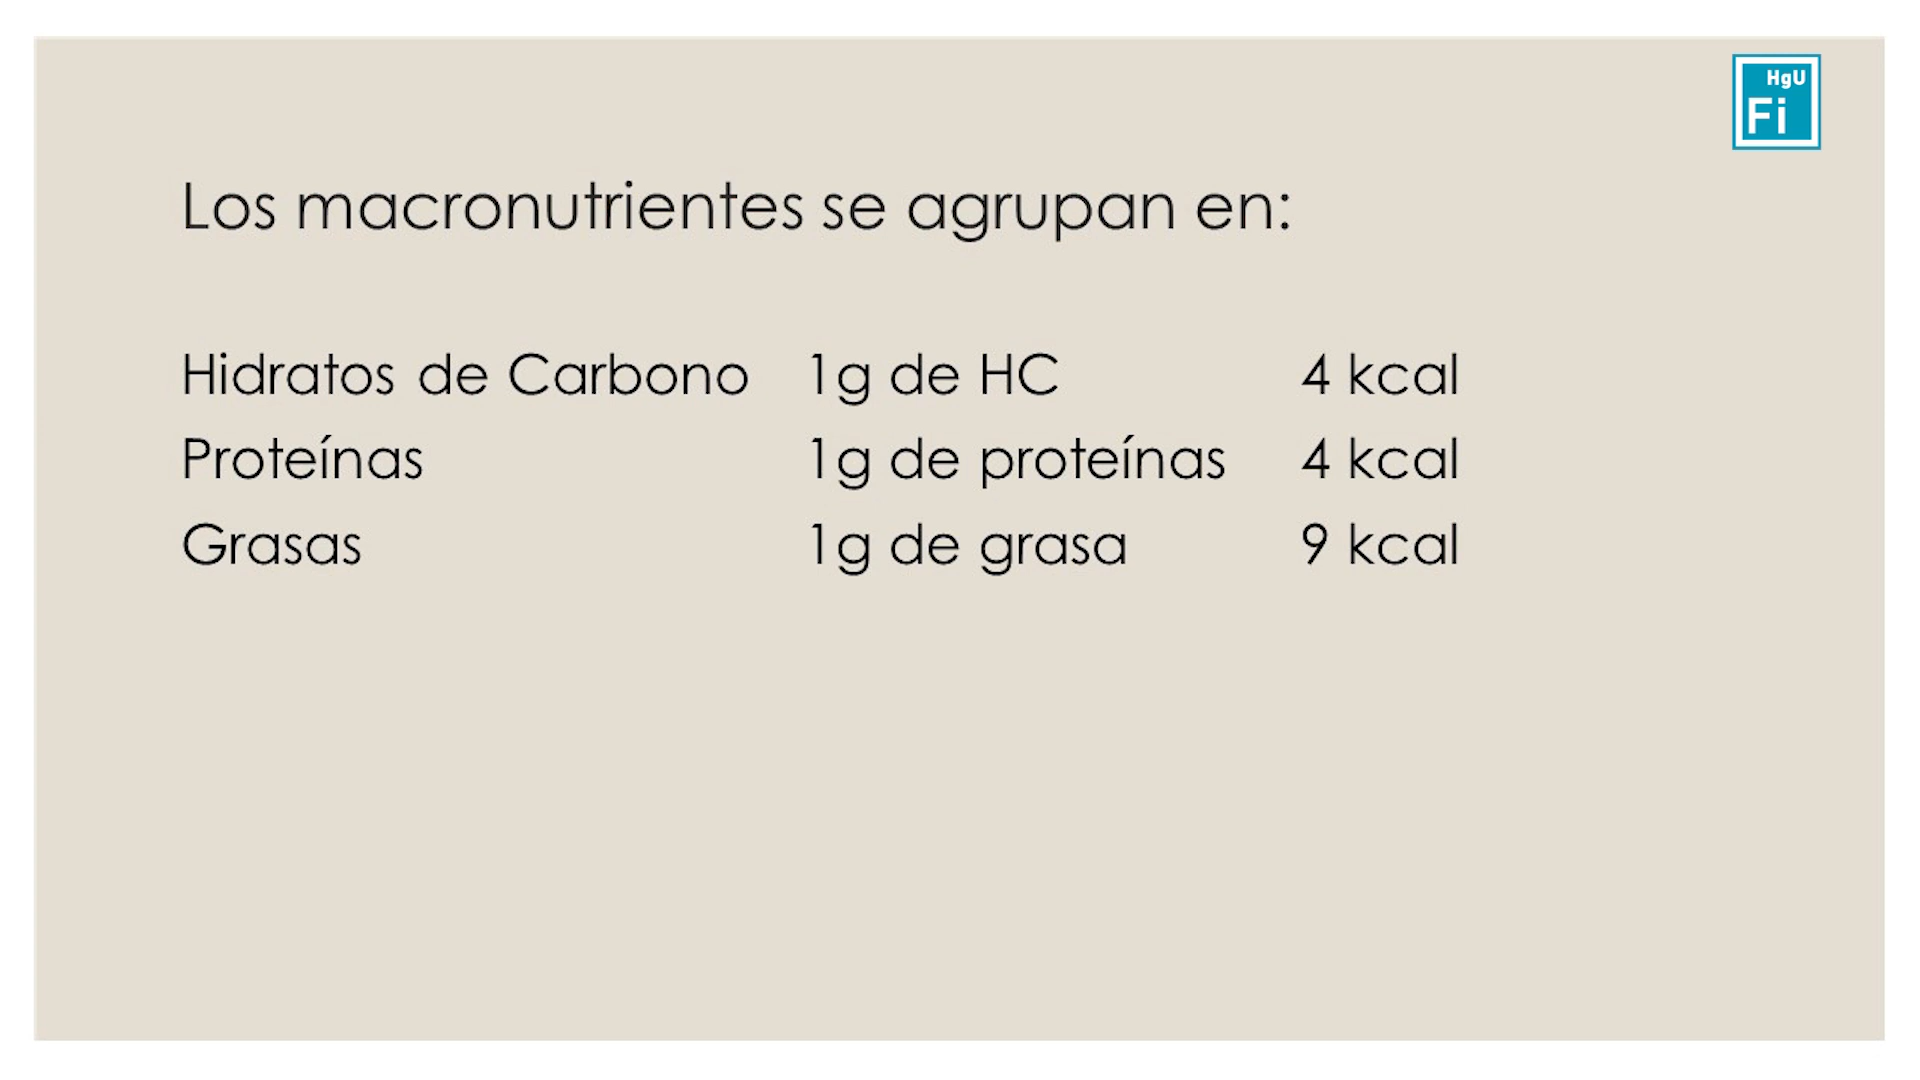 HgU
Fi
Los macronutrientes se agrupan en:
Hidratos de Carbono 1g de HC 4 kcal
Proteínas 1g de proteínas 4 kcal
Grasas 1g de grasa 9 kcal